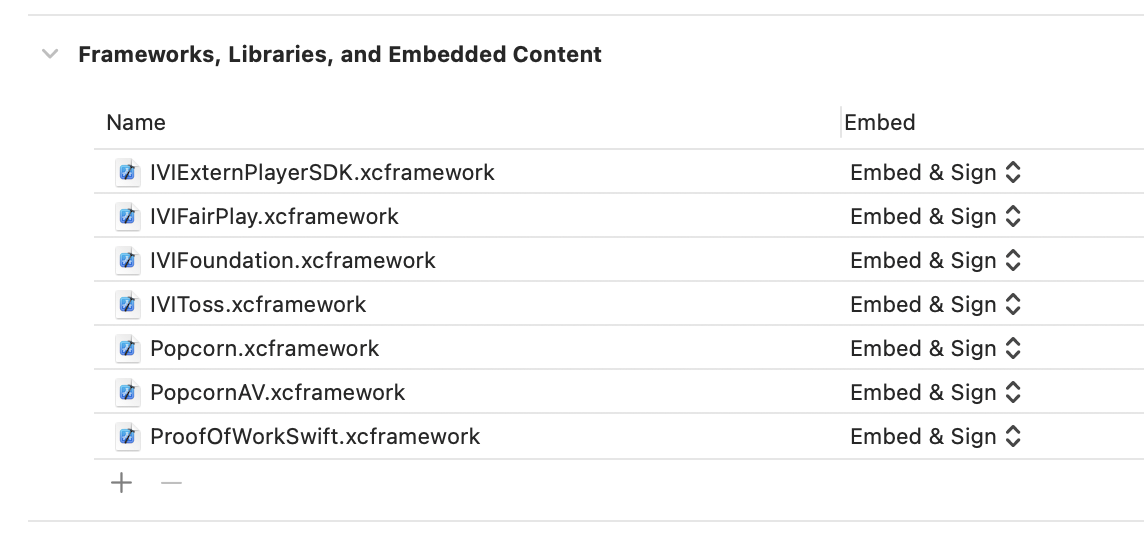 Frameworks, Libraries, and Embedded Content
Name Embed
IVIExternPlayerSDK.xcframework Embed & Sign
IVIFairPlay.xcframework Embed & Sign
IVIFoundation.xcframework Embed & Sign
IVIToss.xcframework Embed & Sign
Popcorn.xcframework Embed & Sign
PopcornAV.xcframework Embed & Sign
ProofOfWorkSwift.xcframework Embed & Sign